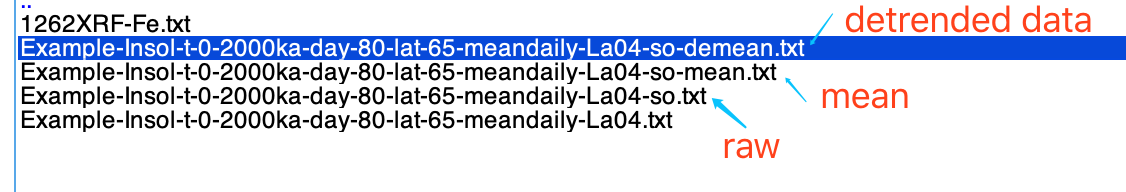 ..
1262XRF-Fe.txt
detrended data
Example-Insol-t-0-2000ka-day-80-lat-65-meandaily-La04-so-demean.txt
Example-Insol-t-0-2000ka-day-80-lat-65-meandaily-La04-so-mean.txt
mean
Example-Insol-t-0-2000ka-day-80-lat-65-meandaily-La04-so.txt
Example-Insol-t-0-2000ka-day-80-lat-65-meandaily-La04.txt
raw